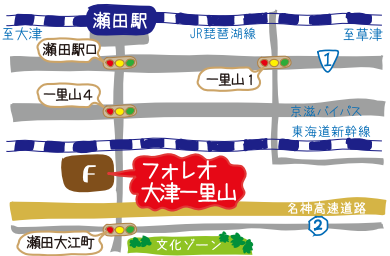 瀬田駅
至大津
JR琵琶湖線
至草津
瀬田駅口
一里山1
1
一里山4
京滋バイパス
東海道新幹線
F
フォレオ
大津一里山
名神高速道路
2
瀬田大江町
文化ゾーン